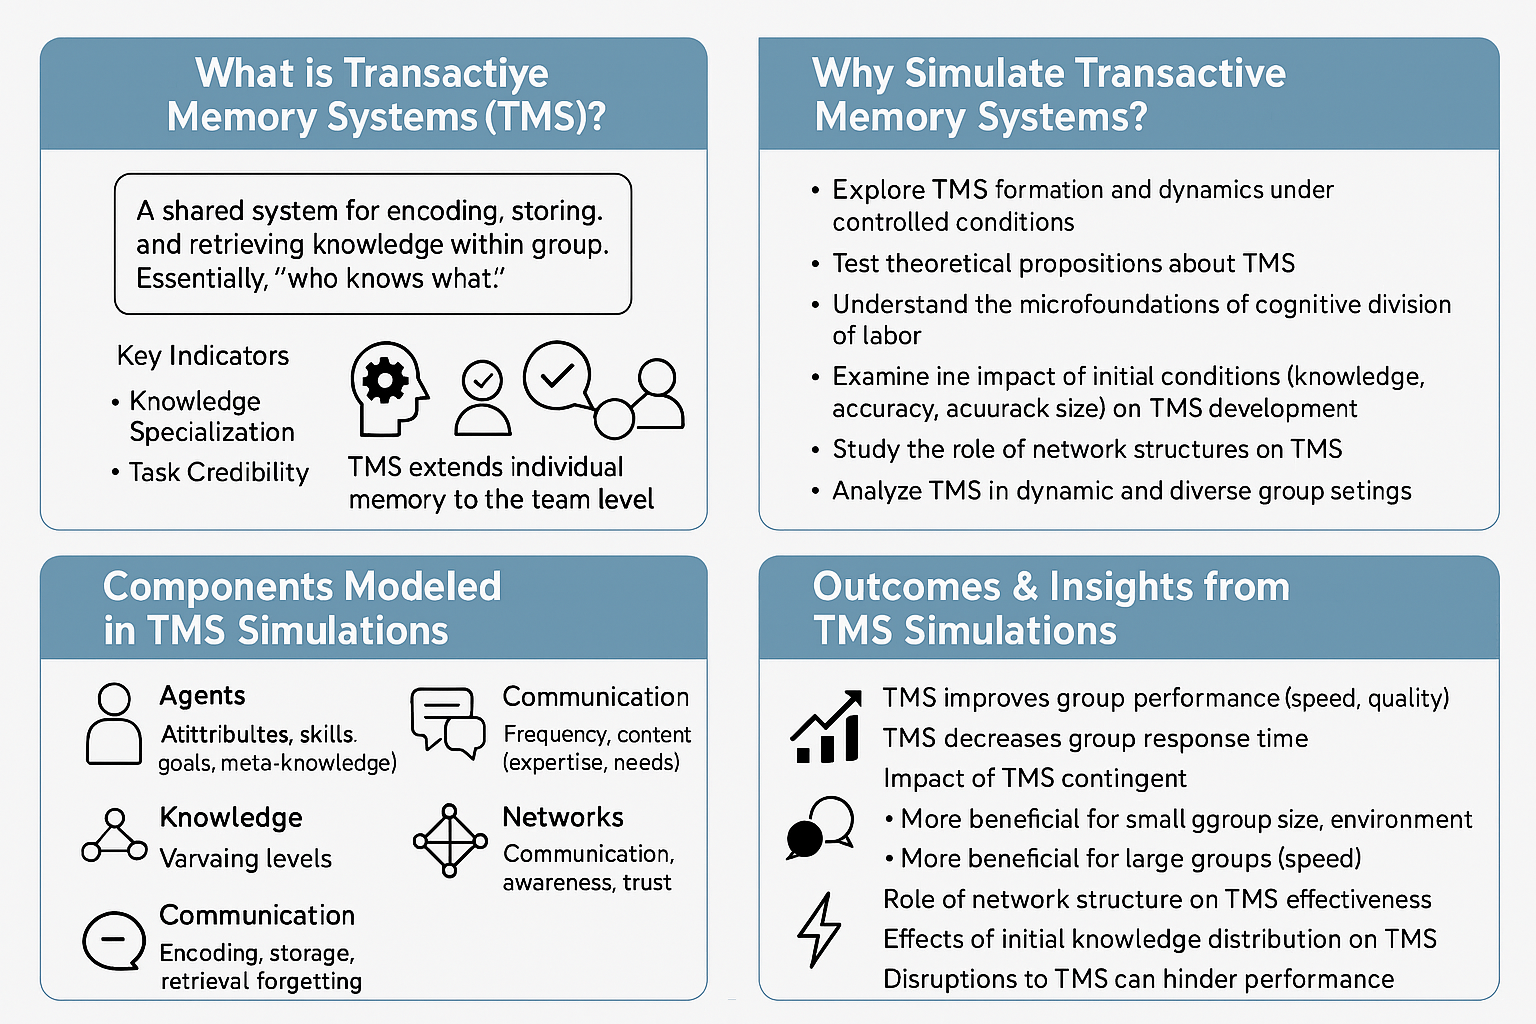 What is Transactiye
Memory Systems (TMS)?
A shared system for encoding, storing.
and retrieving knowledge within group.
Essentially, “who knows what.”
Key Indicators
• Knowledge
Specialization
• Task Credibility
TMS extends individual
memory to the team level
Why Simulate Transactive
Memory Systems?
• Explore TMS formation and dynamics under
controlled conditions
• Test theoretical propositions about TMS
• Understand the microfoundations of cognitive division
of labor
• Examine ine impact of initial conditions (knowledge,
accuracy, acuurack size) on TMS development
• Study the role of network structures on TMS
• Analyze TMS in dynamic and diverse group setings
Components Modeled
in TMS Simulations
Agents
Atittribultes, skills.
goals, meta-knowledge)
Knowledge
Varvaing levels
Communication
Encoding, storage,
retrieval forgetting
Communication
Frequency, content
(expertise, needs)
Networks
Communication,
awareness, trust
Outcomes & Insights from
TMS Simulations
TMS improves group performance (speed, quality)
TMS decreases group response time
Impact of TMS contingent
• More beneficial for small ggroup size, environment
• More beneficial for large groups (speed)
Role of network structure on TMS effectiveness
Effects of initial knowledge distribution on TMS
Disruptions to TMS can hinder performance